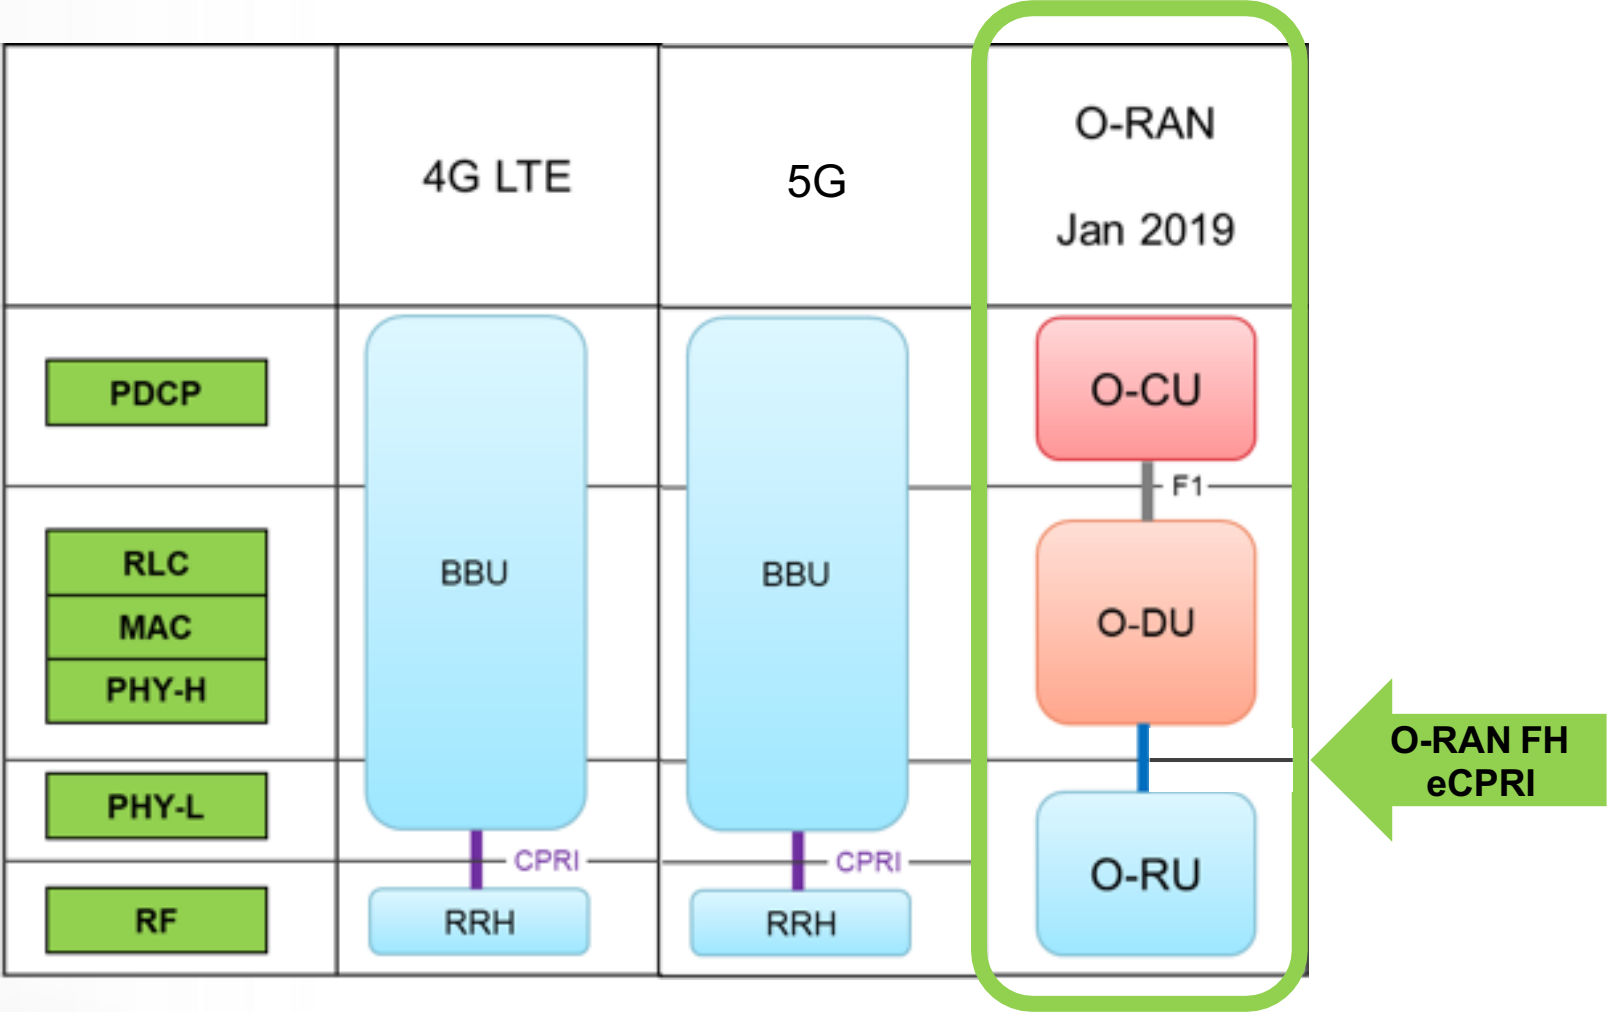 4G LTE
5G
O-RAN
Jan 2019
PDCP
O-CU
F1
RLC
MAC
PHY-H
BBU
BBU
O-DU
O-RAN FH
eCPRI
PHY-L
CPRI
CPRI
O-RU
RF
RRH
RRH